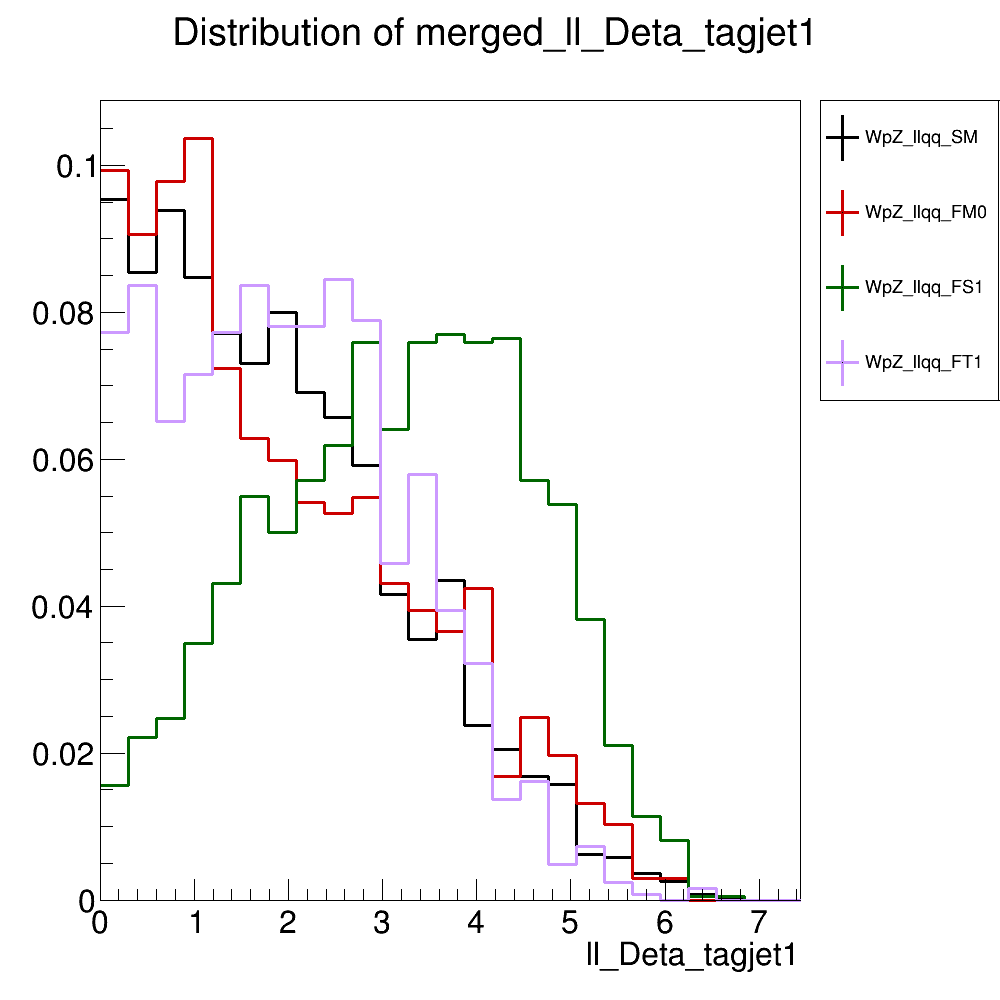 Distribution of merged_ll_Deta_tagjet1
WpZ_llqq_SM
WpZ_llqq_FM0
WpZ_llqq_FS1
WpZ_llqq_FT1
0.1
0.08
0.06
0.04
0.02
0
0 1 2 3 4 5 6 7
ll_Deta_tagjet1